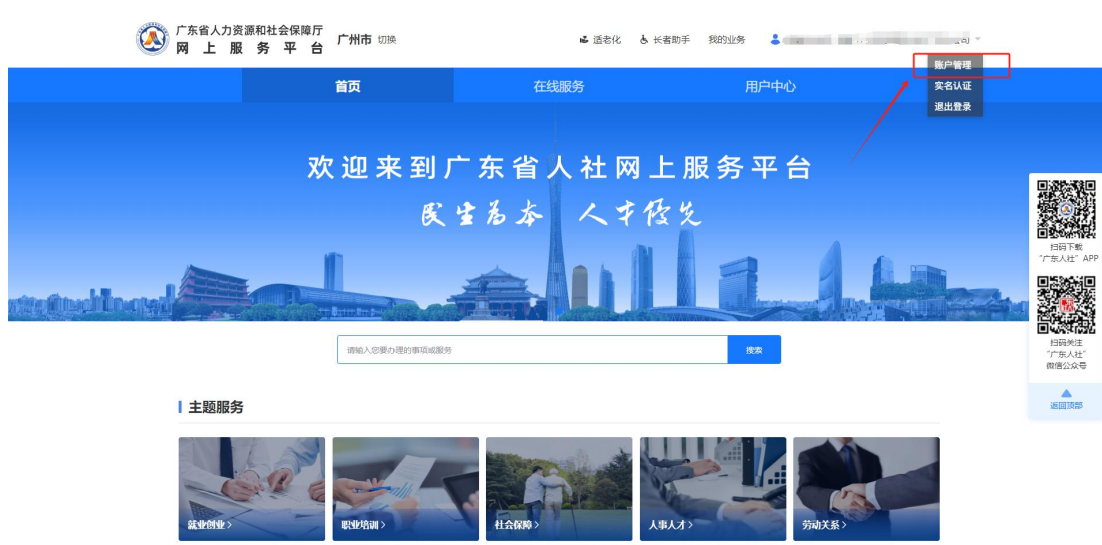 广东省人力资源和社会保障厅
网上服务平台
广州市 切换
适老化 长者助手 我的业务
司
账户管理
实名认证
退出登录
首页 在线服务 用户中心
欢迎来到广东省人社网上服务平台
民生为本 人才优先
扫码下载
“广东人社”APP
扫码关注
“广东人社”
微信公众号
返回顶部
请输入您要办理的事项或服务 搜索
主题服务
就业创业>
职业培训>
社会保障>
人事人才>
劳动关系>